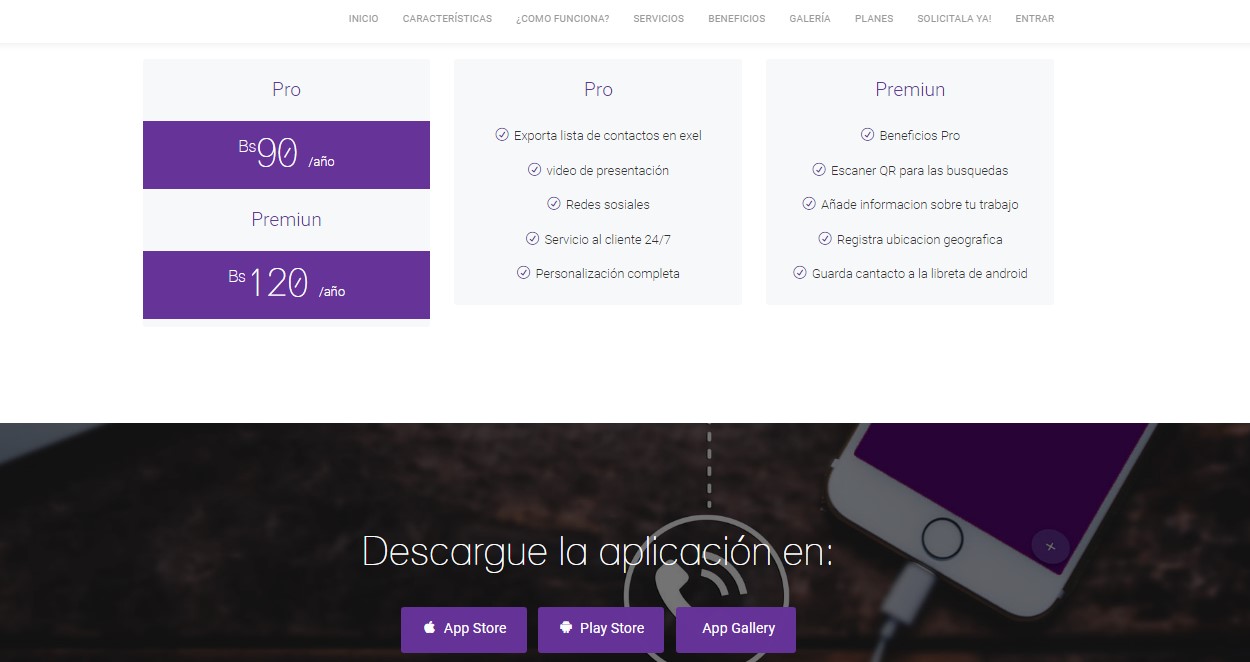 INICIO CARACTERÍSTICAS ¿COMO FUNCIONA? SERVICIOS BENEFICIOS GALERÍA PLANES SOLICITALA YA! ENTRAR
Pro
Bs90 /año
Premiun
Bs120 /año
Pro
Exporta lista de contactos en exel
video de presentación
Redes sosiales
Servicio al cliente 24/7
Personalización completa
Premiun
Beneficios Pro
Escaner QR para las busquedas
Añade informacion sobre tu trabajo
Registra ubicacion geografica
Guarda cantacto a la libreta de android
Descargue la aplicación en:
App Store Play Store App Gallery